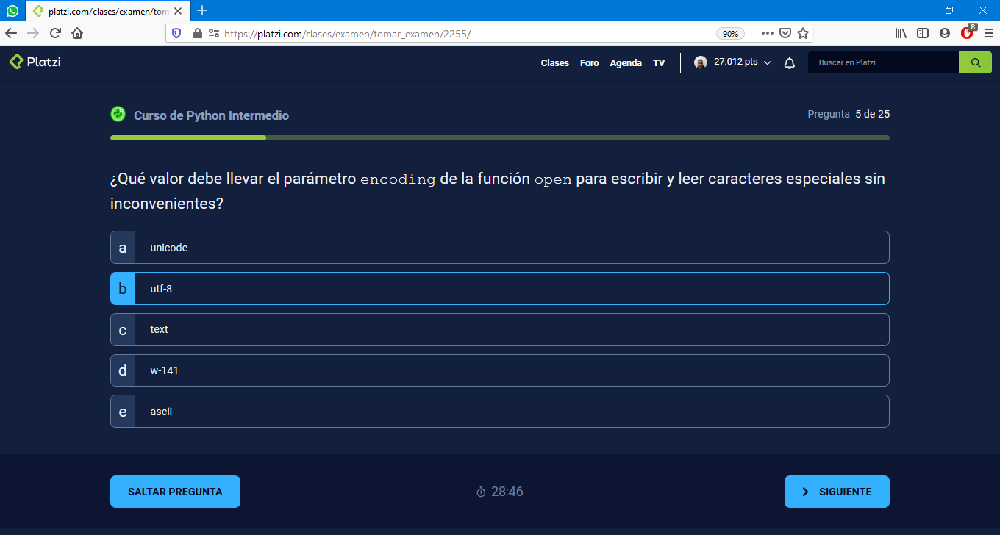 platzi.com/clases/examen/tom
https://platzi.com/clases/examen/tomar_examen/2255/
90%
8
Platzi
Clases
Foro
Agenda
TV
27.012 pts
Buscar en Platzi
Curso de Python Intermedio
Pregunta 5 de 25
¿Qué valor debe llevar el parámetro encoding de la función open para escribir y leer caracteres especiales sin
inconvenientes?
a unicode
b utf-8
c text
d w-141
e ascii
SALTAR PREGUNTA
28:46
SIGUIENTE